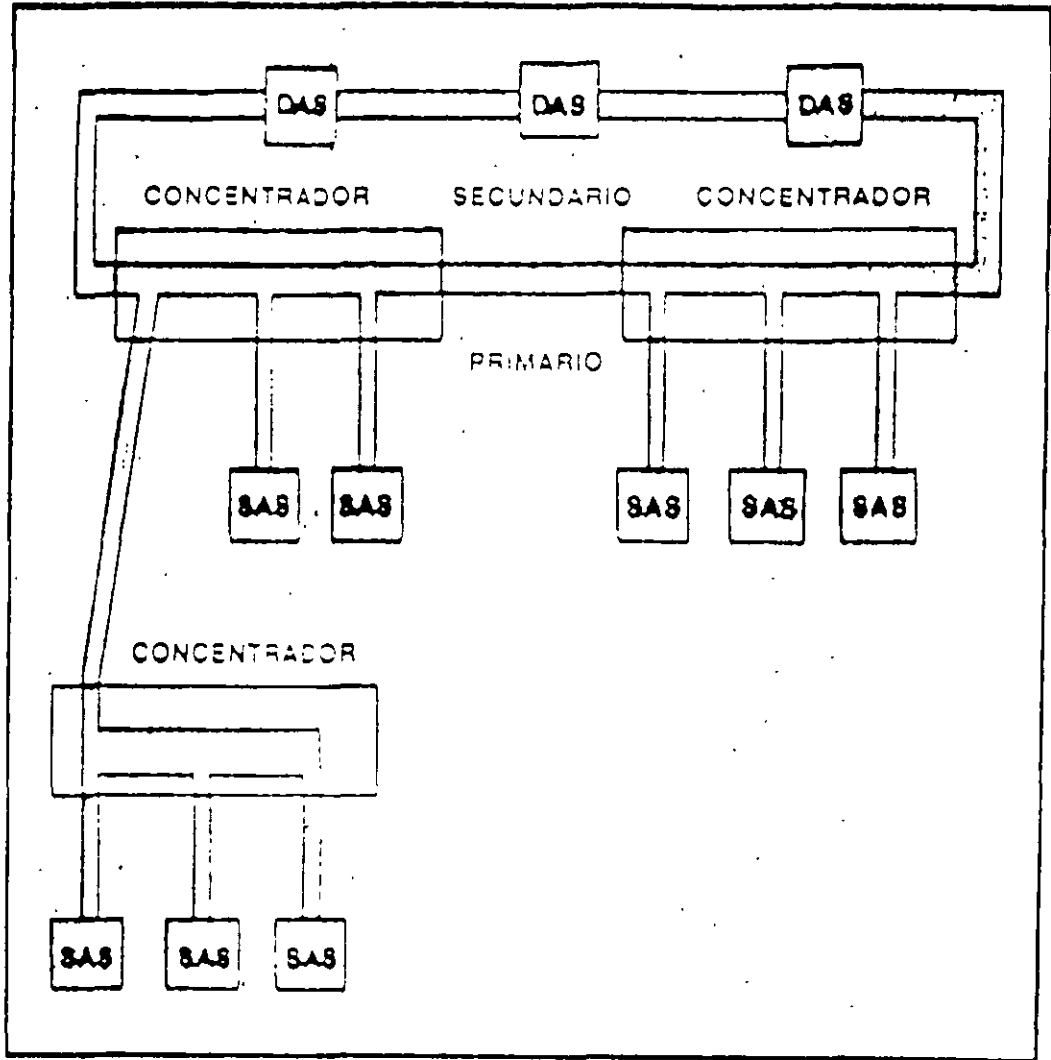 DAS DAS DAS
CONCENTRADOR SECUNDARIO CONCENTRADOR
PRIMARIO
SAS SAS SAS SAS SAS
CONCENTRADOR
SAS SAS SAS